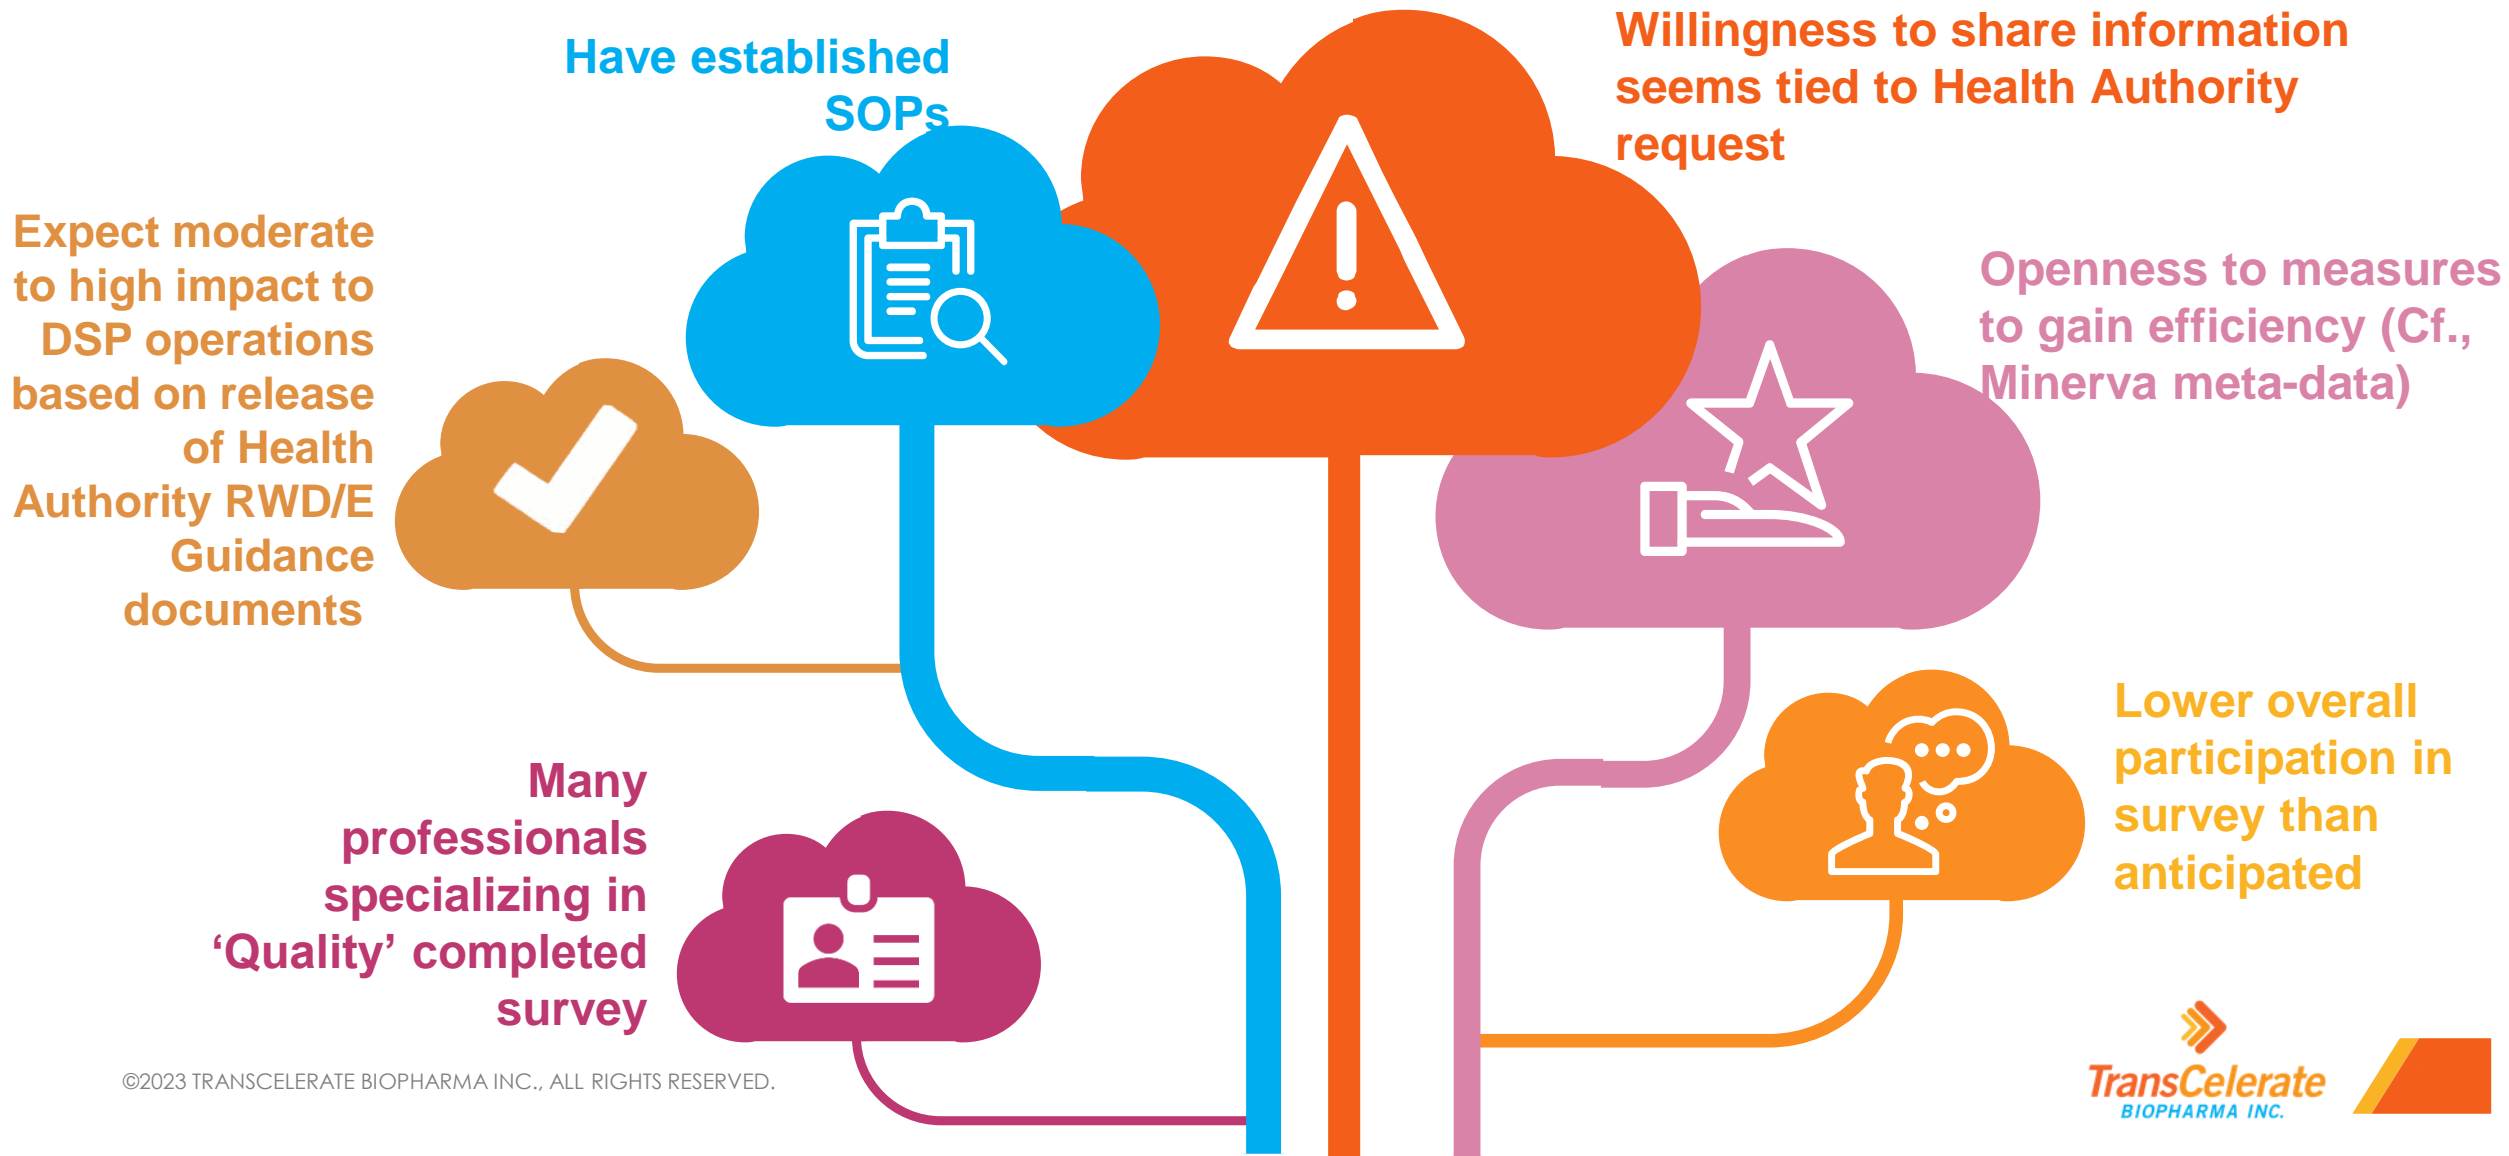 Have established
SOPs
Willingness to share information
seems tied to Health Authority
request
Expect moderate
to high impact to
DSP operations
based on release
of Health
Authority RWD/E
Guidance
documents
Openness to measures
to gain efficiency (Cf.,
Minerva meta-data)
Many
professionals
specializing in
‘Quality’ completed
survey
Lower overall
participation in
survey than
anticipated
©2023 TRANSCELERATE BIOPHARMA INC., ALL RIGHTS RESERVED.
TransCelerate
BIOPHARMA INC.